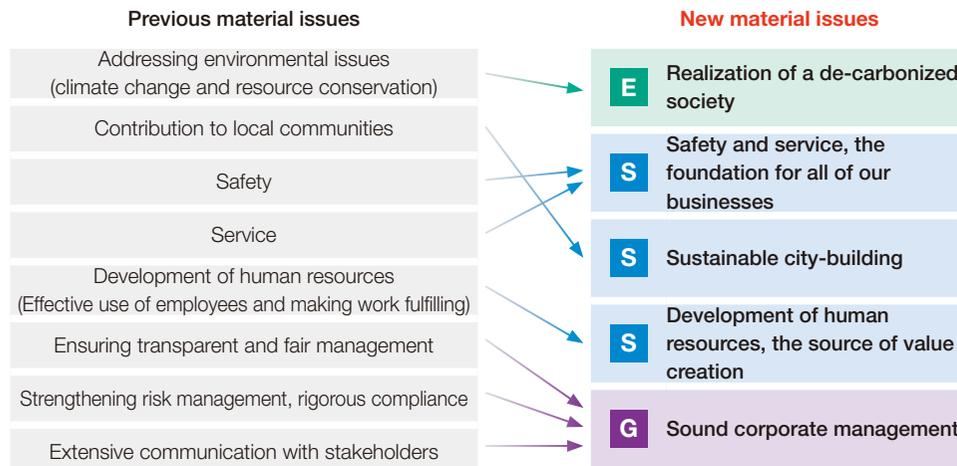 Previous material issues
Addressing environmental issues
(climate change and resource conservation)
Contribution to local communities
Safety
Service
Development of human resources
(Effective use of employees and making work fulfilling)
Ensuring transparent and fair management
Strengthening risk management, rigorous compliance
Extensive communication with stakeholders
New material issues
E
Realization of a de-carbonized
society
S
Safety and service, the
foundation for all of our
businesses
S
Sustainable city-building
S
Development of human
resources, the source of value
creation
G
Sound corporate management